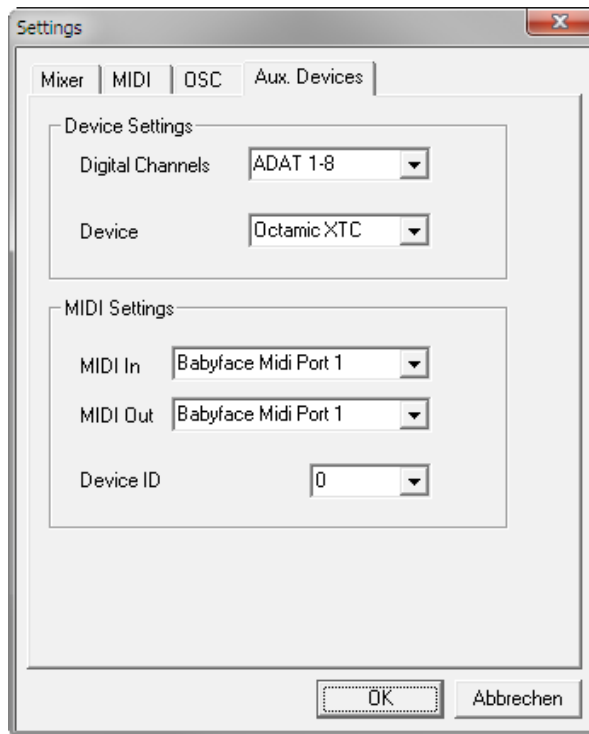 Settings
Mixer MIDI OSC Aux. Devices
Device Settings
Digital Channels ADAT 1-8
Device Octamic XTC
MIDI Settings
MIDI In Babyface Midi Port 1
MIDI Out Babyface Midi Port 1
Device ID 0
OK Abbrechen